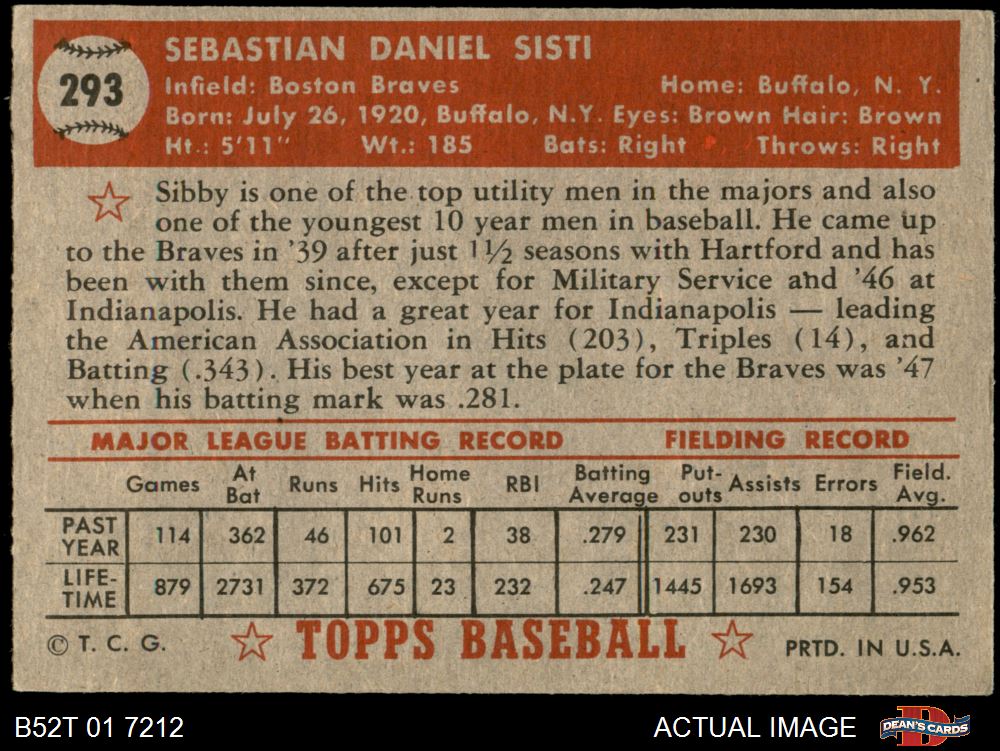 293
SEBASTIAN DANIEL SISTI
Infield: Boston Braves Home: Buffalo, N. Y.
Born: July 26, 1920, Buffalo, N.Y. Eyes: Brown Hair: Brown
Ht.: 5'11" Wt.: 185 Bats: Right Throws: Right
Sibby is one of the top utility men in the majors and also
one of the youngest 10 year men in baseball. He came up
to the Braves in '39 after just 1½ seasons with Hartford and has
been with them since, except for Military Service and '46 at
Indianapolis. He had a great year for Indianapolis — leading
the American Association in Hits (203), Triples (14), and
Batting (.343). His best year at the plate for the Braves was '47
when his batting mark was .281.
MAJOR LEAGUE BATTING RECORD FIELDING RECORD
Games At Bat Runs Hits Home Runs RBI Batting Average Put-outs Assists Errors Field. Avg.
PAST YEAR 114 362 46 101 2 38 .279 231 230 18 .962
LIFE-TIME 879 2731 372 675 23 232 .247 1445 1693 154 .953
© T. C. G. TOPPS BASEBALL PRTD. IN U.S.A.
B52T 01 7212 ACTUAL IMAGE DEAN'S CARDS